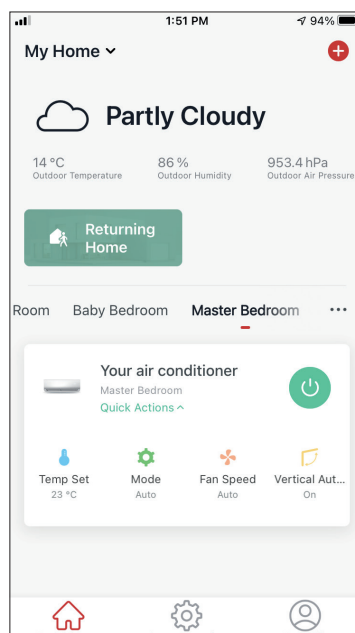 1:51 PM
94%
My Home
Partly Cloudy
14 °C
Outdoor Temperature
86 %
Outdoor Humidity
953.4 hPa
Outdoor Air Pressure
Returning
Home
Room
Baby Bedroom
Master Bedroom
Your air conditioner
Master Bedroom
Quick Actions
Temp Set
23 °C
Mode
Auto
Fan Speed
Auto
Vertical Aut...
On